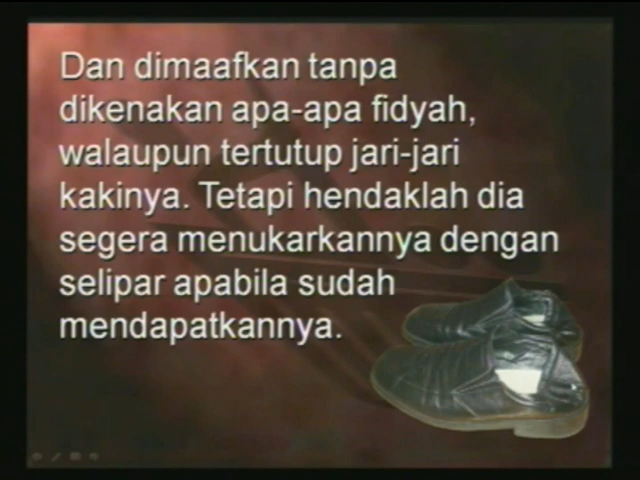 Dan dimaafkan tanpa
dikenakan apa-apa fidyah,
walaupun tertutup jari-jari
kakinya. Tetapi hendaklah dia
segera menukarkannya dengan
selipar apabila sudah
mendapatkannya.